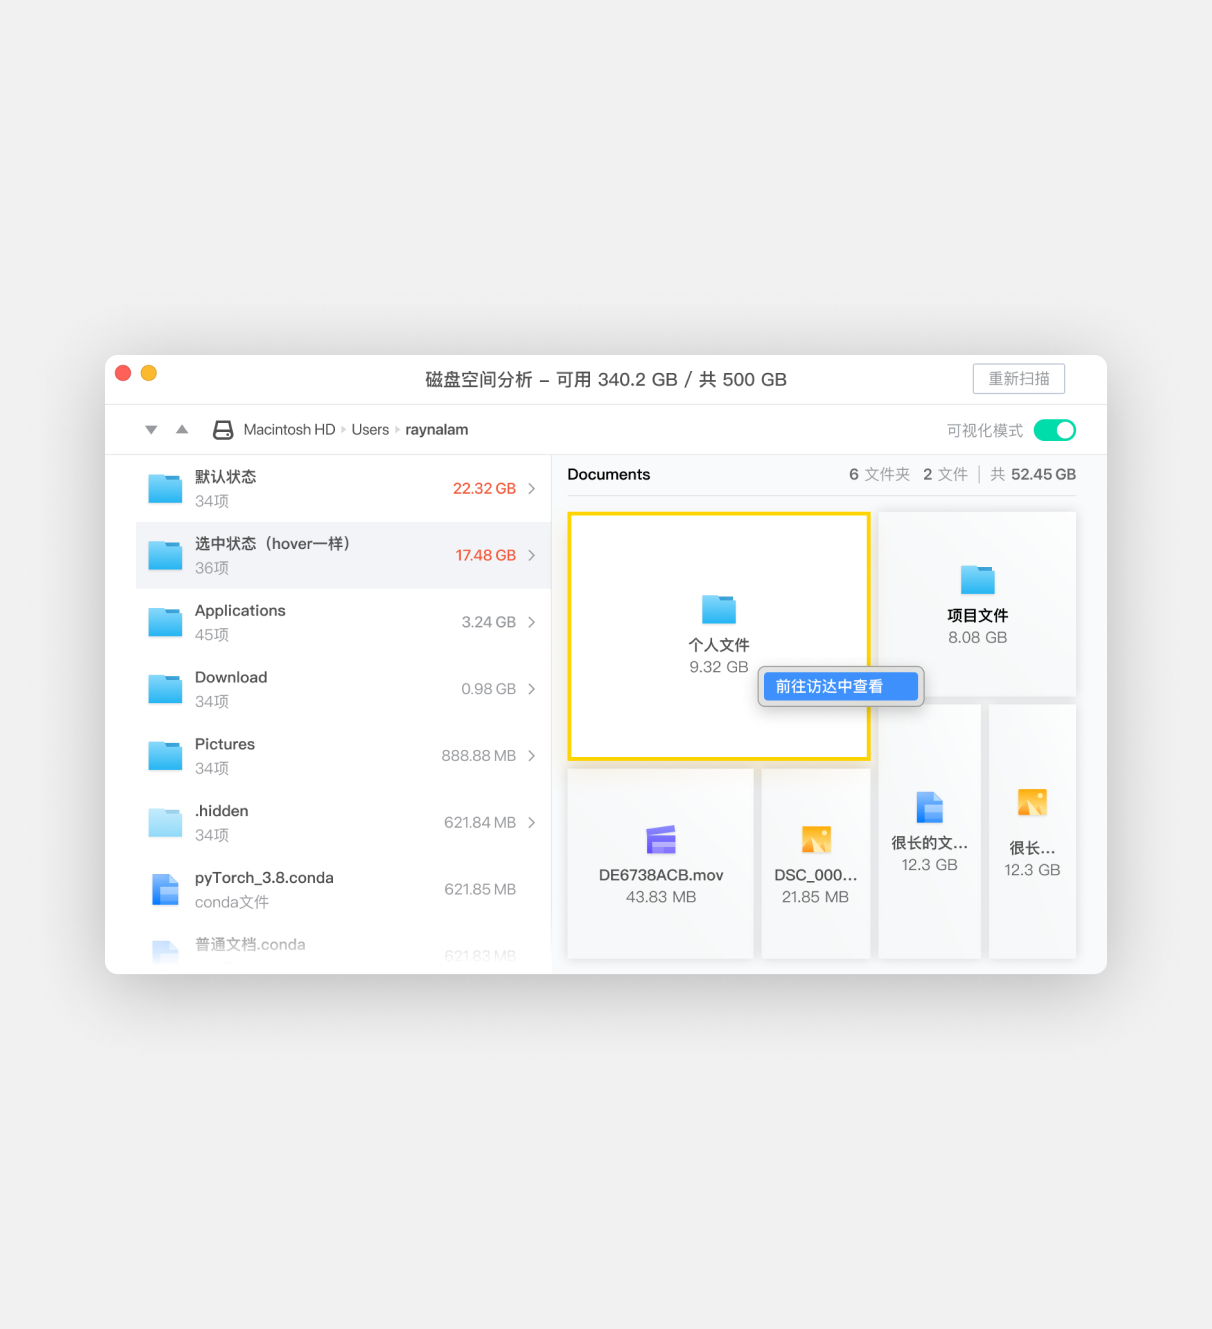 磁盘空间分析 – 可用 340.2 GB / 共 500 GB
重新扫描
Macintosh HD Users raynalam
可视化模式
默认状态
34项
22.32 GB
选中状态（hover一样）
36项
17.48 GB
Applications
45项
3.24 GB
Download
34项
0.98 GB
Pictures
34项
888.88 MB
.hidden
34项
621.84 MB
pyTorch_3.8.conda
conda文件
621.85 MB
普通文档.conda
621.83 MB
Documents
6 文件夹 2 文件 | 共 52.45 GB
个人文件
9.32 GB
前往访达中查看
项目文件
8.08 GB
DE6738ACB.mov
43.83 MB
DSC_000...
21.85 MB
很长的文...
12.3 GB
很长...
12.3 GB